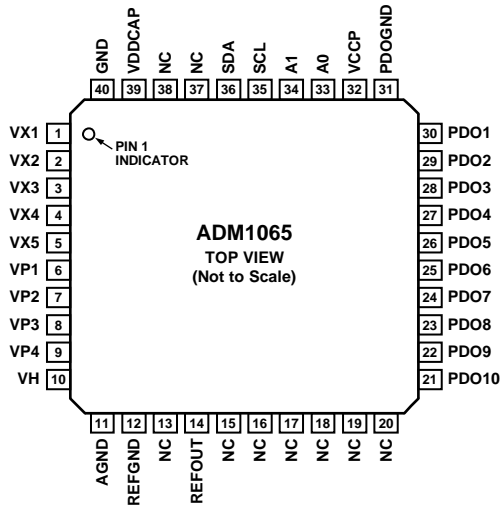 GND
VDDCAP
NC
NC
SDA
SCL
A1
A0
VCCP
PDOGND
40
39
38
37
36
35
34
33
32
31
VX1 1
VX2 2
VX3 3
VX4 4
VX5 5
VP1 6
VP2 7
VP3 8
VP4 9
VH 10
PIN 1
INDICATOR
ADM1065
TOP VIEW
(Not to Scale)
30 PDO1
29 PDO2
28 PDO3
27 PDO4
26 PDO5
25 PDO6
24 PDO7
23 PDO8
22 PDO9
21 PDO10
11
12
13
14
15
16
17
18
19
20
AGND
REFGND
NC
REFOUT
NC
NC
NC
NC
NC
NC